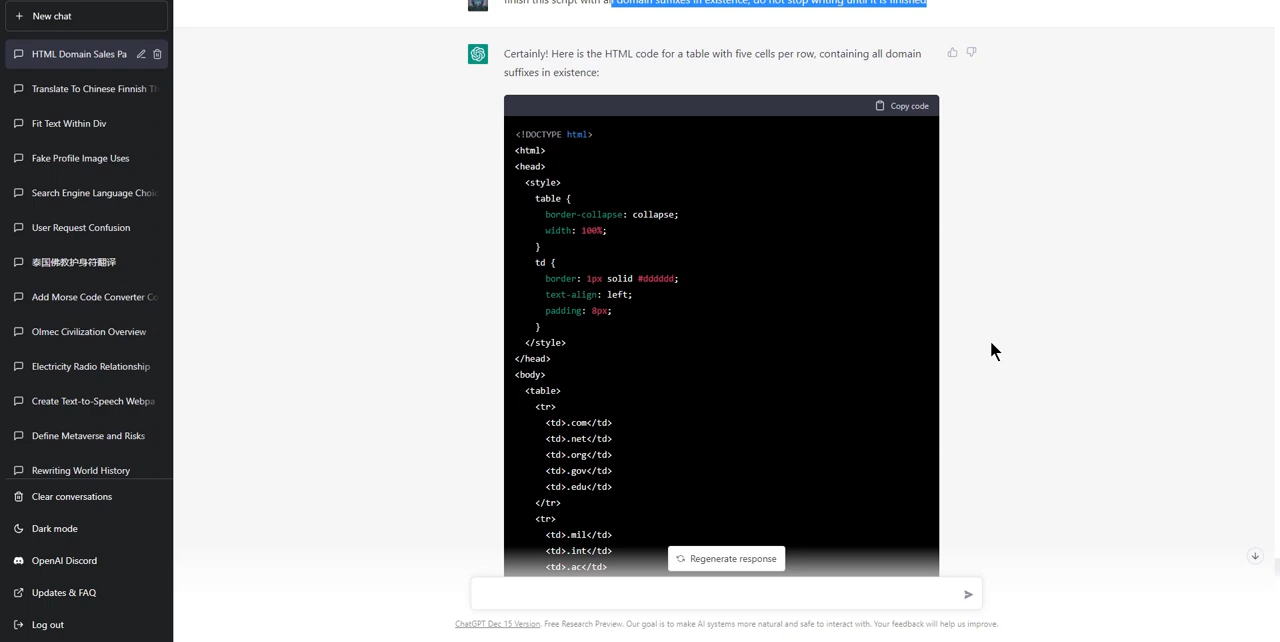 New chat
HTML Domain Sales Pa
Translate To Chinese Finnish Th
Fit Text Within Div
Fake Profile Image Uses
Search Engine Language Choic
User Request Confusion
泰国佛教护身符翻译
Add Morse Code Converter Co
Olmec Civilization Overview
Electricity Radio Relationship
Create Text-to-Speech Webpa
Define Metaverse and Risks
Rewriting World History
Clear conversations
Dark mode
OpenAI Discord
Updates & FAQ
Log out
finish this script with all domain suffixes in existence, do not stop writing until it is finished
Certainly! Here is the HTML code for a table with five cells per row, containing all domain
suffixes in existence:
Copy code
<!DOCTYPE html>
<html>
<head>
<style>
table {
border-collapse: collapse;
width: 100%;
}
td {
border: 1px solid #dddddd;
text-align: left;
padding: 8px;
}
</style>
</head>
<body>
<table>
<tr>
<td>.com</td>
<td>.net</td>
<td>.org</td>
<td>.gov</td>
<td>.edu</td>
</tr>
<tr>
<td>.mil</td>
<td>.int</td>
<td>.ac</td>
Regenerate response
ChatGPT Dec 15 Version. Free Research Preview. Our goal is to make AI systems more natural and safe to interact with. Your feedback will help us improve.